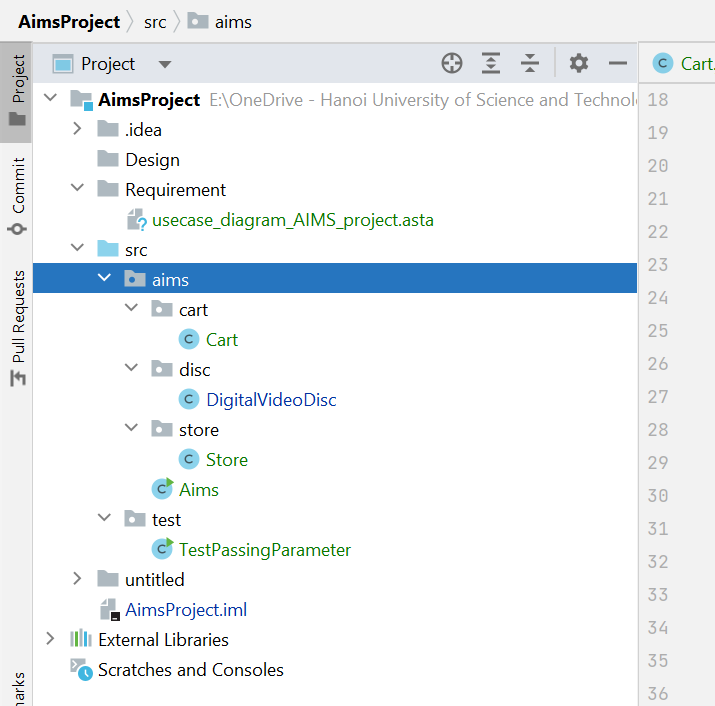 AimsProject src aims
Project
Cart
AimsProject E:\OneDrive - Hanoi University of Science and
.idea
Design
Requirement
usecase_diagram_AIMS_project.asta
src
aims
cart
C Cart
disc
C DigitalVideoDisc
store
C Store
C Aims
test
C TestPassingParameter
untitled
AimsProject.iml
External Libraries
Scratches and Consoles
Project
Commit
Pull Requests
C
18
19
20
21
22
23
24
25
26
27
28
29
30
31
32
33
34
35
36